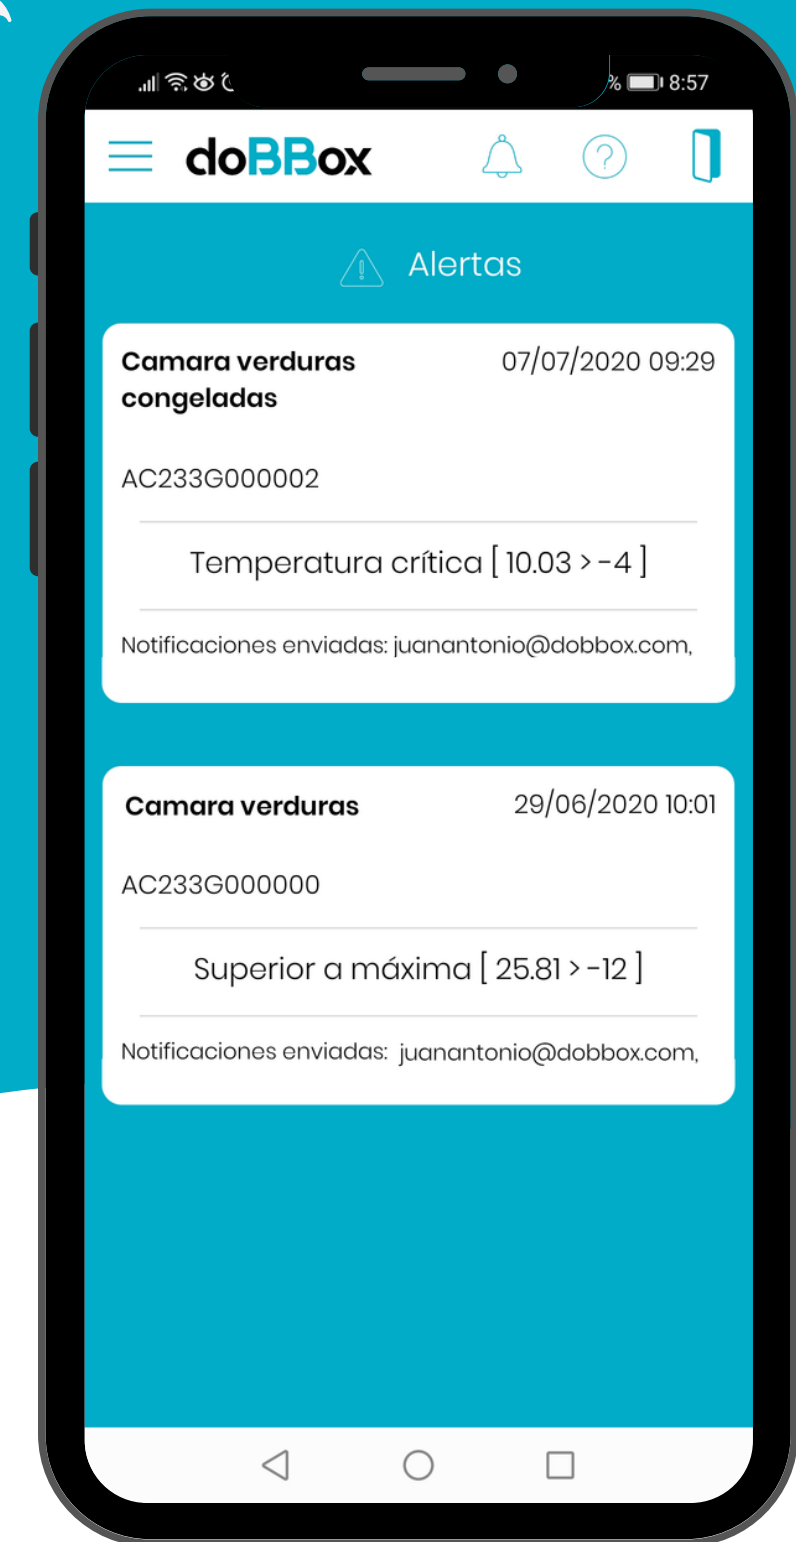 % 8:57
doBBox
Alertas
Camara verduras congeladas
07/07/2020 09:29
AC233G000002
Temperatura crítica [ 10.03 > -4 ]
Notificaciones enviadas: juanantonio@dobbox.com,
Camara verduras
29/06/2020 10:01
AC233G000000
Superior a máxima [ 25.81 > -12 ]
Notificaciones enviadas: juanantonio@dobbox.com,